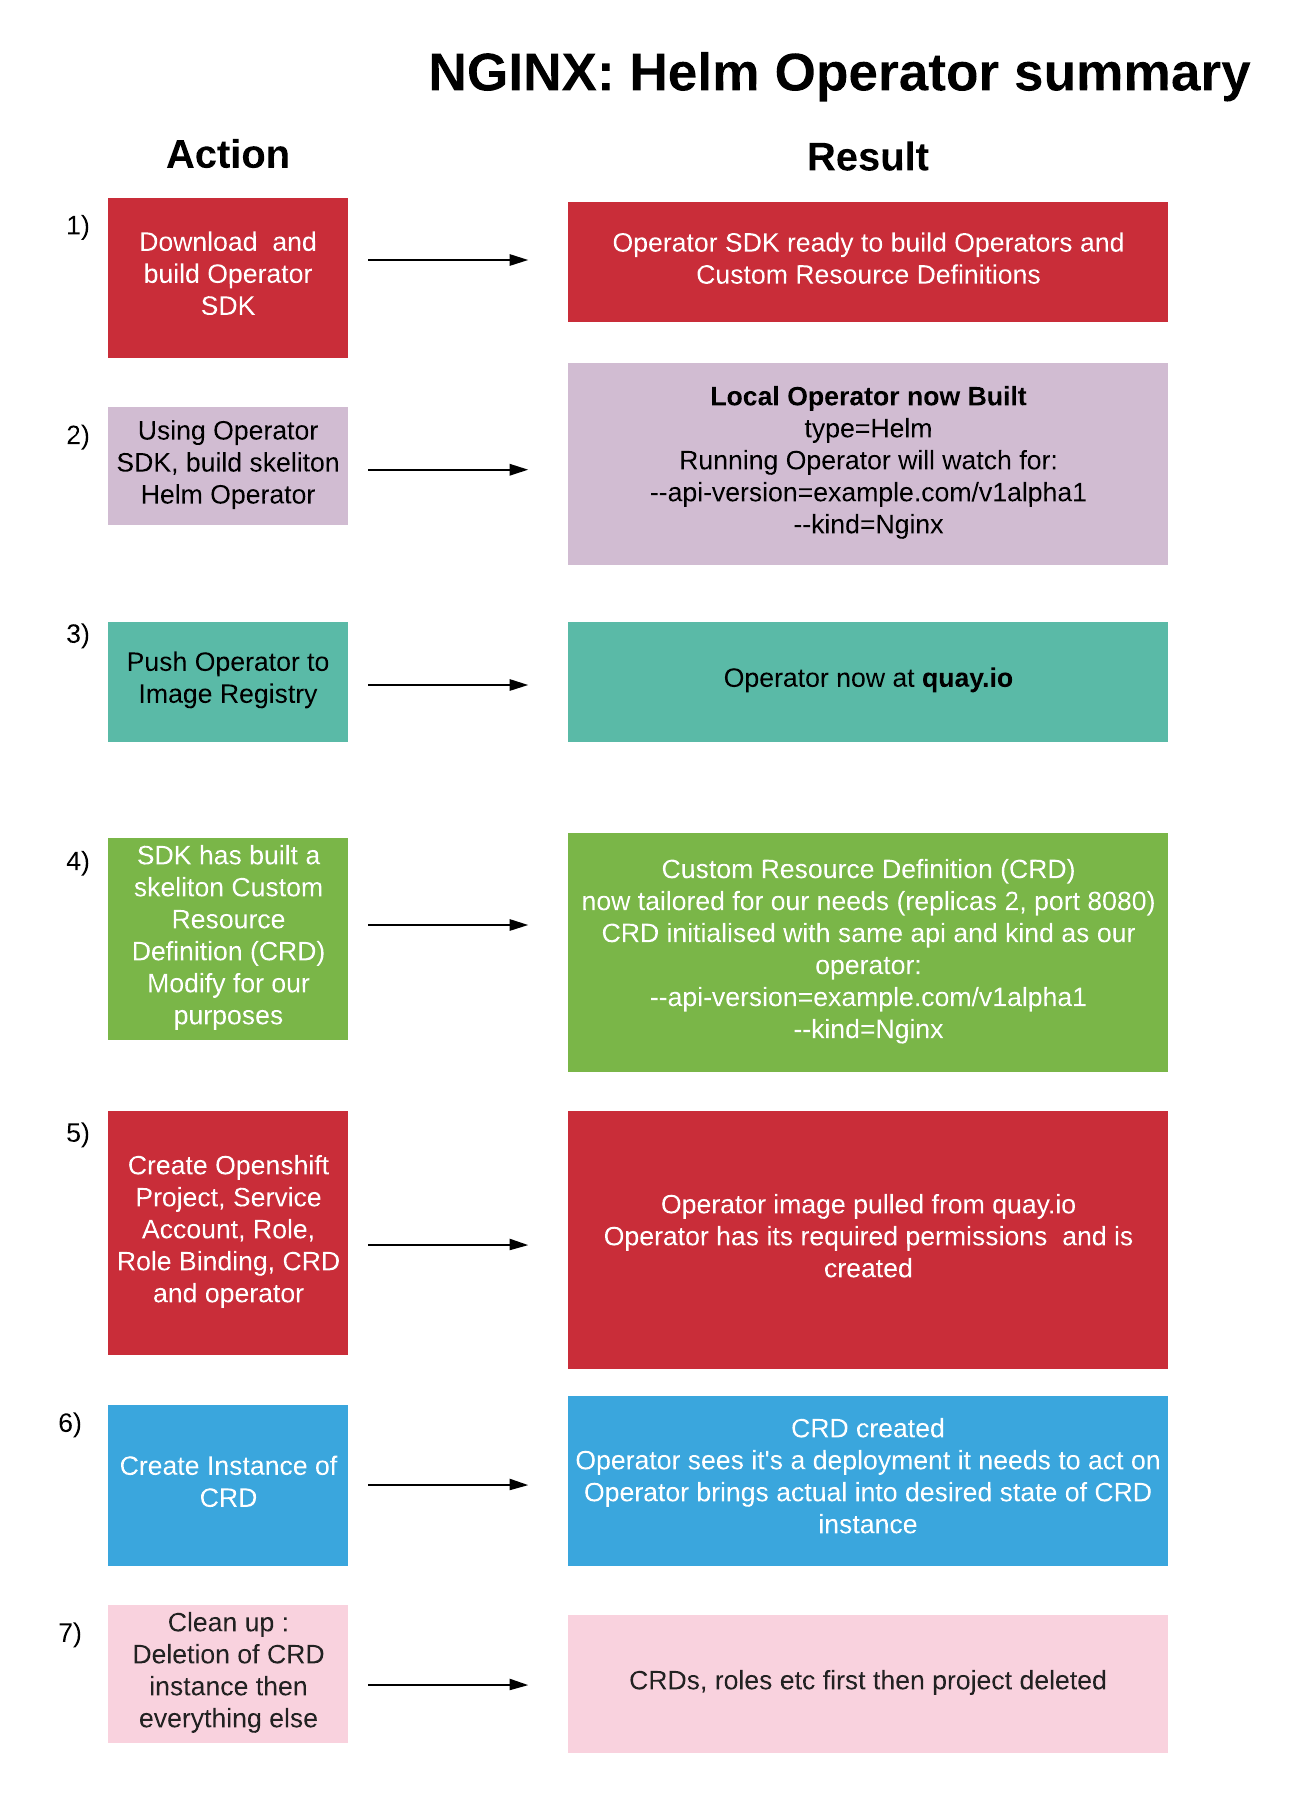 NGINX: Helm Operator summary
Action
Result
1)
Download  and
build Operator
SDK
Operator SDK ready to build Operators and
Custom Resource Definitions
2)
Using Operator
SDK, build skeliton
Helm Operator
Local Operator now Built
type=Helm
Running Operator will watch for:
--api-version=example.com/v1alpha1
--kind=Nginx
3)
Push Operator to
Image Registry
Operator now at quay.io
4)
SDK has built a
skeliton Custom
Resource
Definition (CRD)
Modify for our
purposes
Custom Resource Definition (CRD)
now tailored for our needs (replicas 2, port 8080)
CRD initialised with same api and kind as our
operator:
--api-version=example.com/v1alpha1
--kind=Nginx
5)
Create Openshift
Project, Service
Account, Role,
Role Binding, CRD
and operator
Operator image pulled from quay.io
Operator has its required permissions  and is
created
6)
Create Instance of
CRD
CRD created
Operator sees it's a deployment it needs to act on
Operator brings actual into desired state of CRD
instance
7)
Clean up :
Deletion of CRD
instance then
everything else
CRDs, roles etc first then project deleted